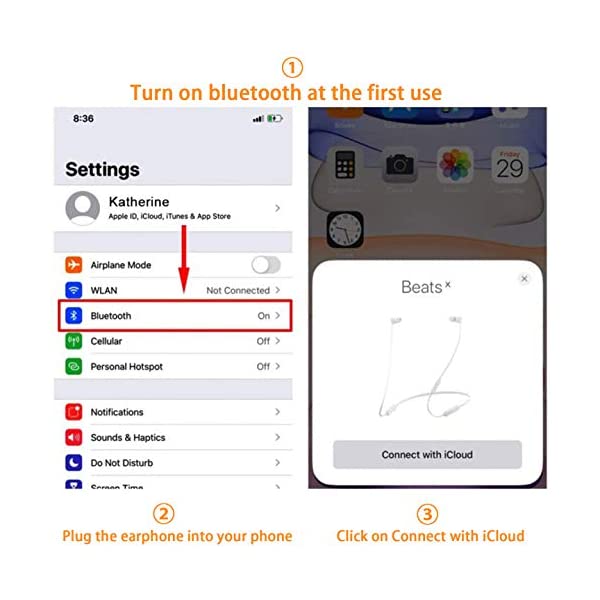 ①
Turn on bluetooth at the first use
8:36
Settings
Katherine
Apple ID, iCloud, iTunes & App Store
Airplane Mode
WLAN
Not Connected
Bluetooth
On
Cellular
Off
Personal Hotspot
Off
Notifications
Sounds & Haptics
Do Not Disturb
Screen Time
Friday
29
Beats x
Connect with iCloud
②
Plug the earphone into your phone
③
Click on Connect with iCloud